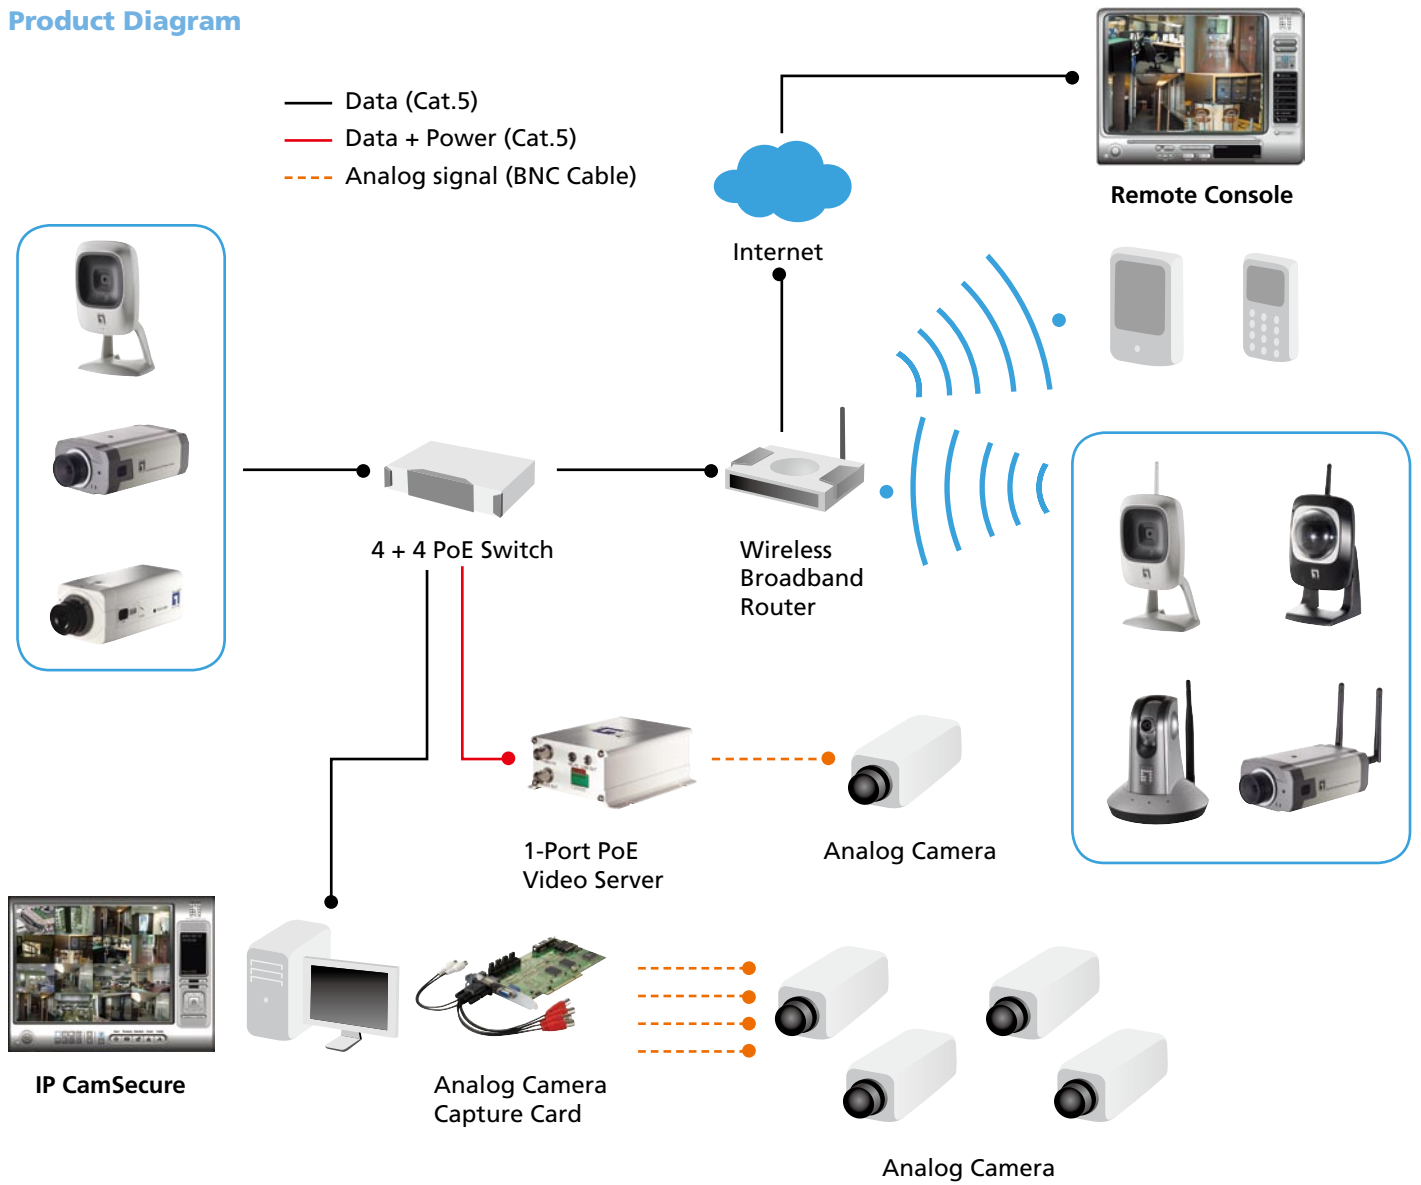 Product Diagram
Data (Cat.5)
Data + Power (Cat.5)
Analog signal (BNC Cable)
Remote Console
Internet
4 + 4 PoE Switch
Wireless
Broadband
Router
1-Port PoE
Video Server
Analog Camera
IP CamSecure
Analog Camera
Capture Card
Analog Camera